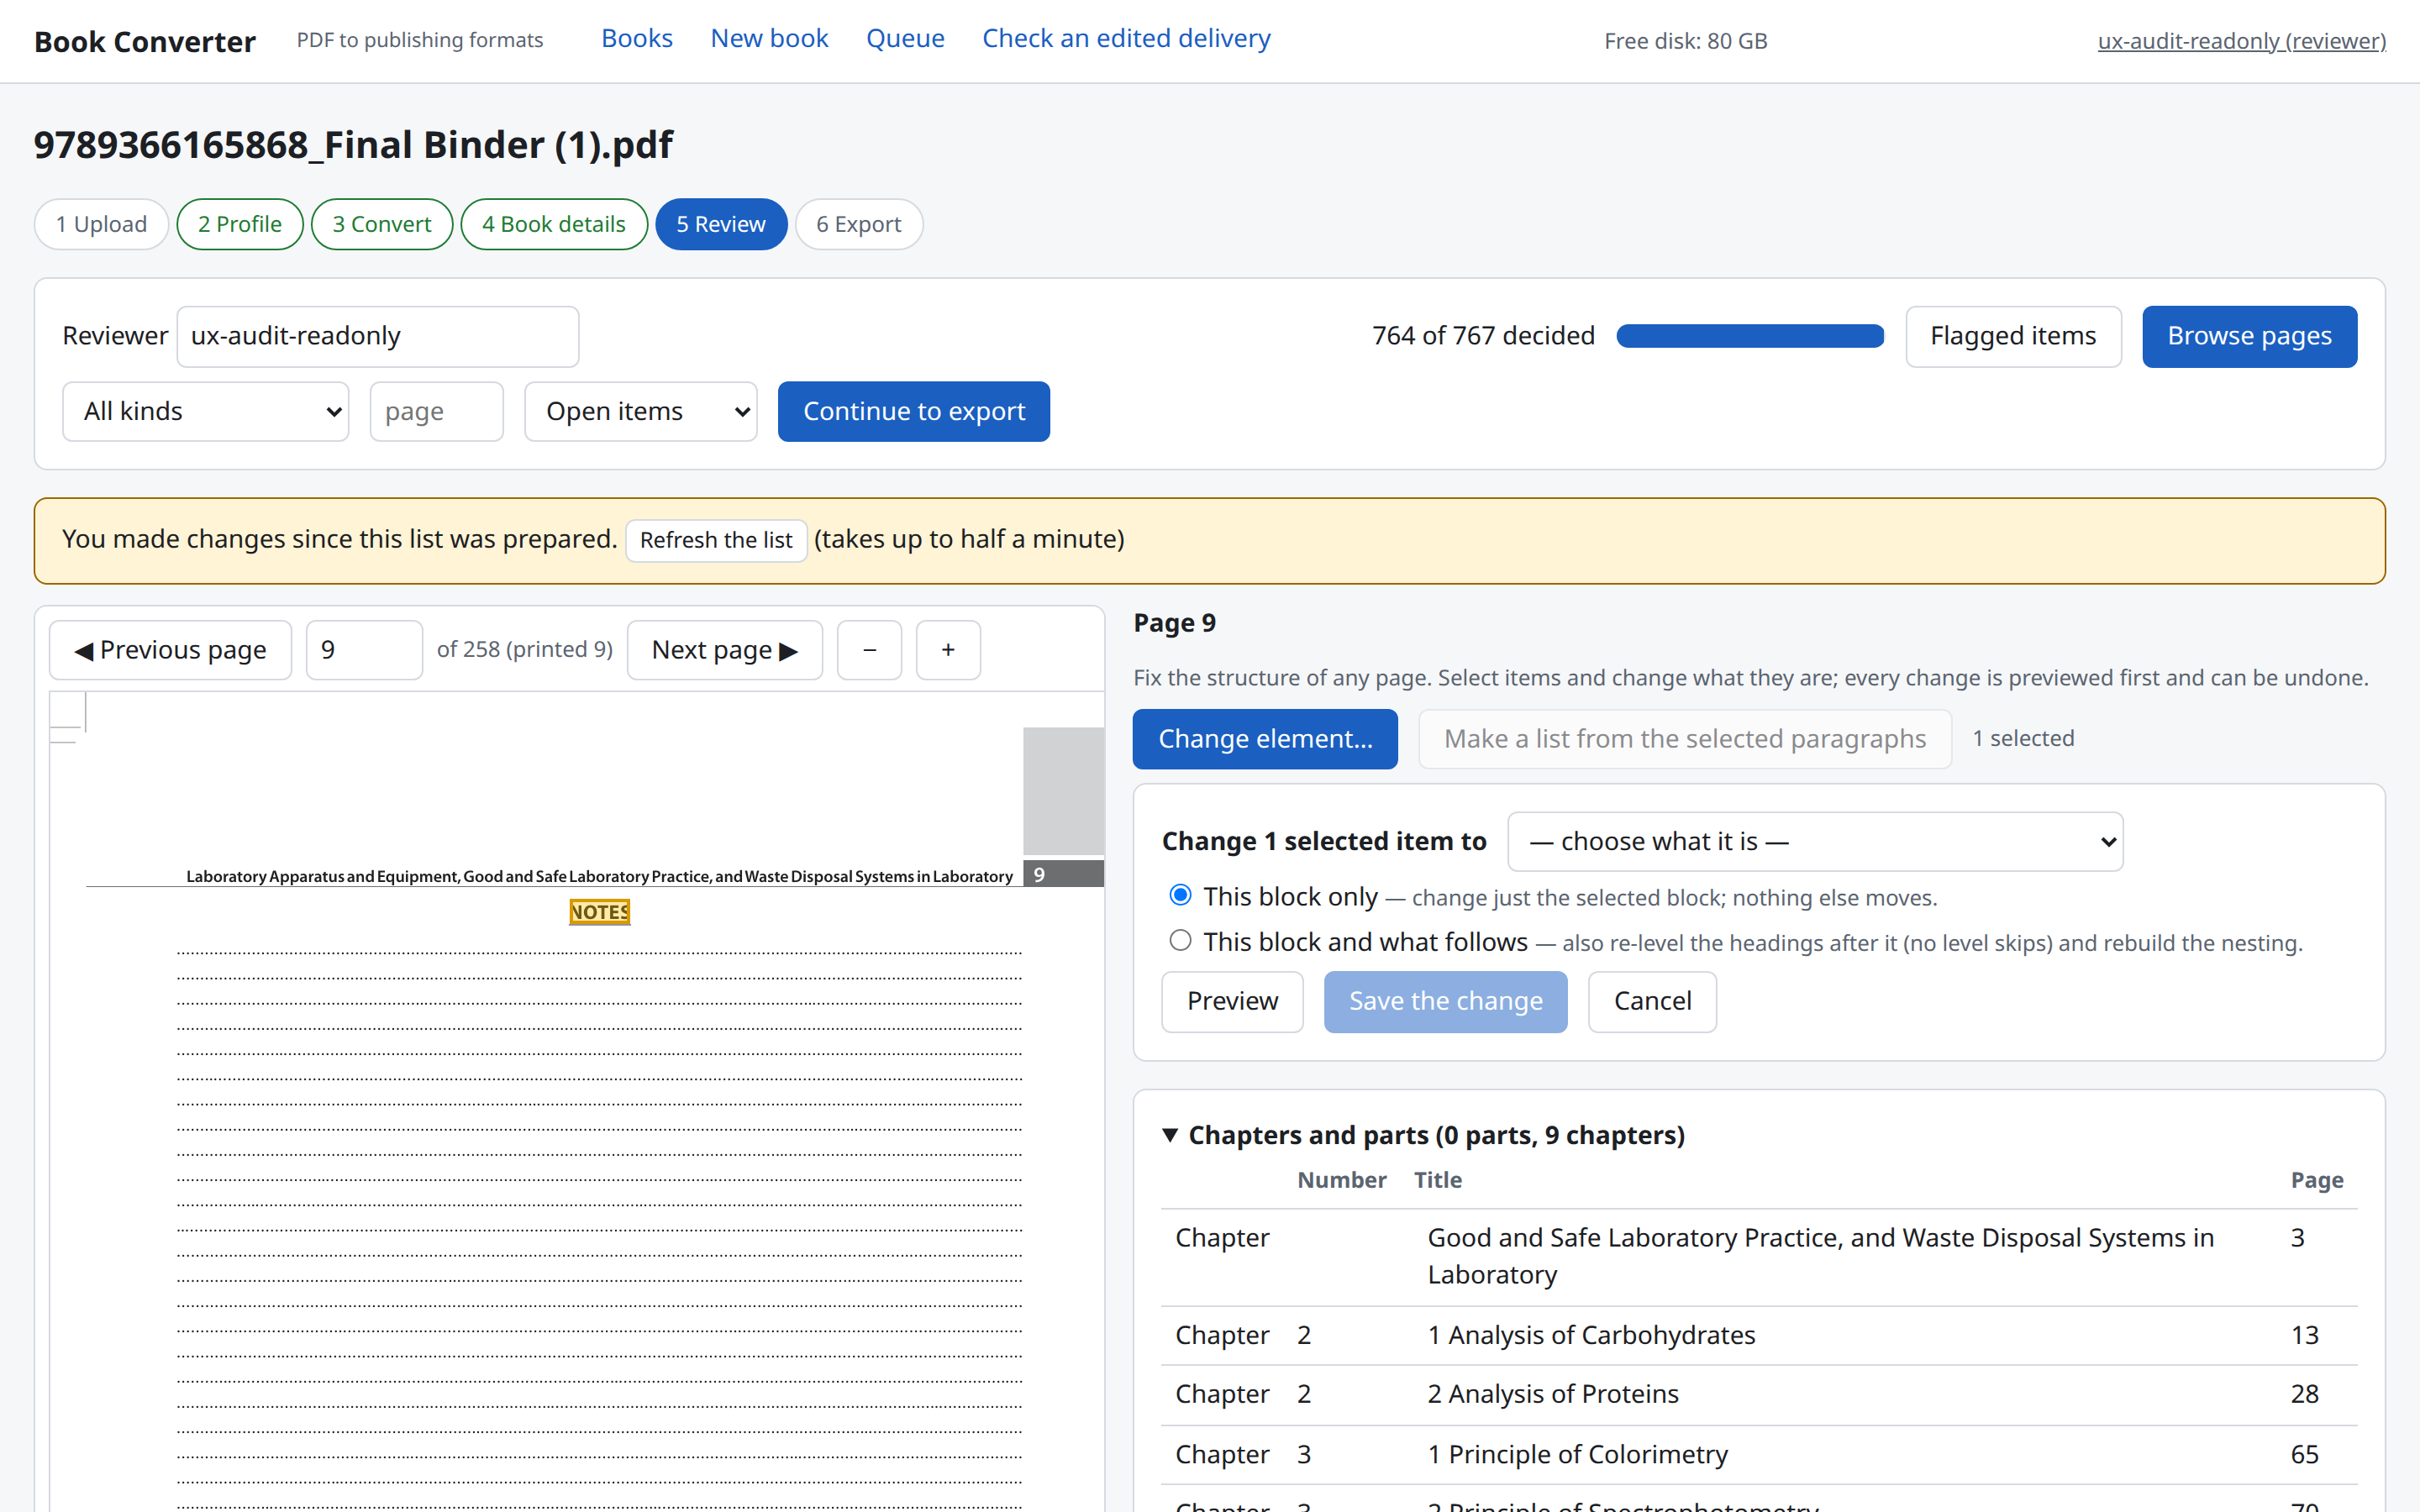 Book Converter PDF to publishing formats Books New book Queue Check an edited delivery Free disk: 80 GB ux-audit-readonly (reviewer)
9789366165868_Final Binder (1).pdf
1 Upload 2 Profile 3 Convert 4 Book details 5 Review 6 Export
Reviewer ux-audit-readonly 764 of 767 decided Flagged items Browse pages
All kinds page Open items Continue to export
You made changes since this list was prepared. Refresh the list (takes up to half a minute)
◀ Previous page 9 of 258 (printed 9) Next page ▶ − +
Laboratory Apparatus and Equipment, Good and Safe Laboratory Practice, and Waste Disposal Systems in Laboratory 9
NOTES
Page 9
Fix the structure of any page. Select items and change what they are; every change is previewed first and can be undone.
Change element... Make a list from the selected paragraphs 1 selected
Change 1 selected item to — choose what it is —
This block only — change just the selected block; nothing else moves.
This block and what follows — also re-level the headings after it (no level skips) and rebuild the nesting.
Preview Save the change Cancel
▼ Chapters and parts (0 parts, 9 chapters)
Number Title Page
Chapter Good and Safe Laboratory Practice, and Waste Disposal Systems in 3
Laboratory
Chapter 2 1 Analysis of Carbohydrates 13
Chapter 2 2 Analysis of Proteins 28
Chapter 3 1 Principle of Colorimetry 65
Chapter 3 2 Principle of Spectrophotometry 70